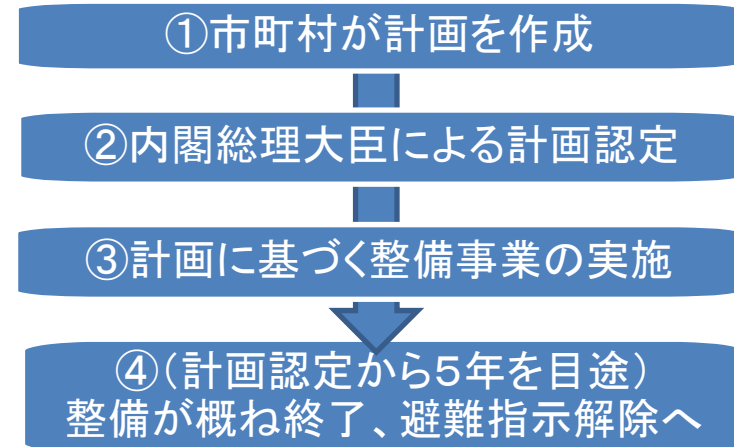 ①市町村が計画を作成
②内閣総理大臣による計画認定
③計画に基づく整備事業の実施
④(計画認定から5年を目途)
整備が概ね終了、避難指示解除へ